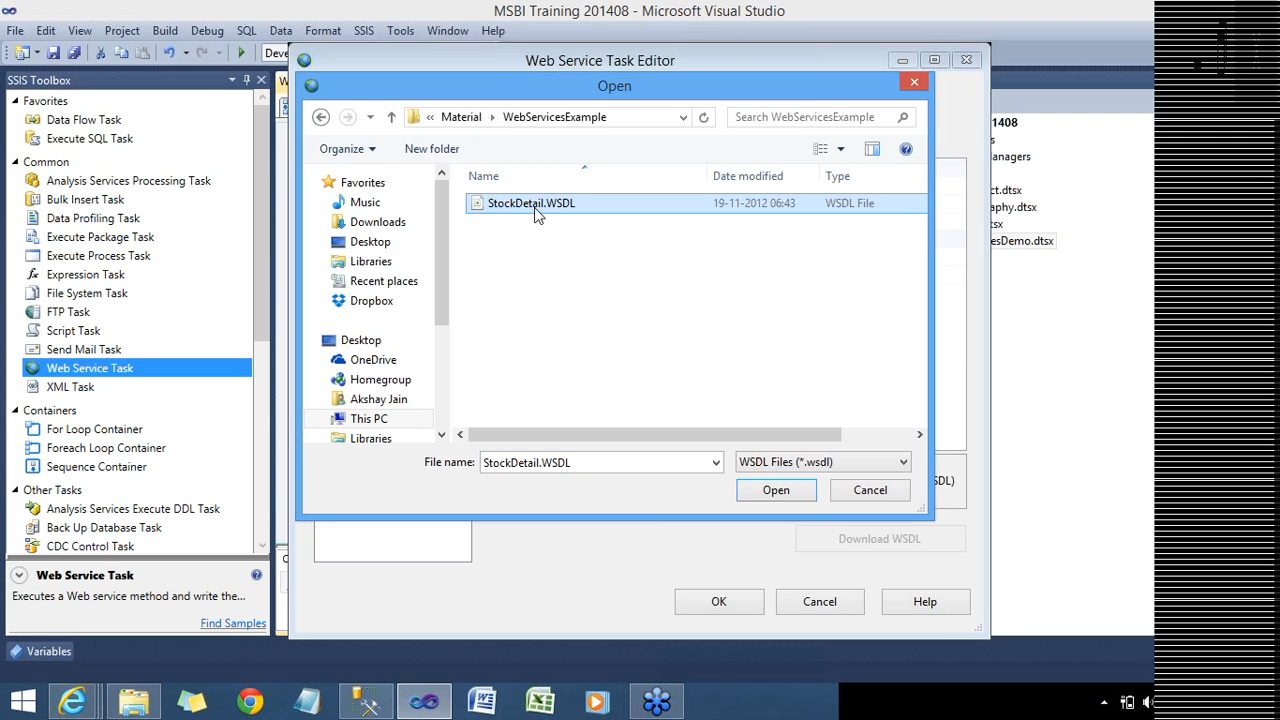 MSBI Training 201408 - Microsoft Visual Studio
File Edit View Project Build Debug SQL Data Format SSIS Tools Window Help
SSIS Toolbox
Favorites
Data Flow Task
Execute SQL Task
Common
Analysis Services Processing Task
Bulk Insert Task
Data Profiling Task
Execute Package Task
Execute Process Task
Expression Task
File System Task
FTP Task
Script Task
Send Mail Task
Web Service Task
XML Task
Containers
For Loop Container
Foreach Loop Container
Sequence Container
Other Tasks
Analysis Services Execute DDL Task
Back Up Database Task
CDC Control Task
Web Service Task
Executes a Web service method and write the...
Find Samples
Variables
Web Service Task Editor
Open
Material WebServicesExample
Search WebServicesExample
Organize New folder
Name Date modified Type
StockDetail.WSDL 19-11-2012 06:43 WSDL File
Favorites
Music
Downloads
Desktop
Libraries
Recent places
Dropbox
Desktop
OneDrive
Homegroup
Akshay Jain
This PC
Libraries
File name: StockDetail.WSDL WSDL Files (*.wsdl)
Open Cancel
Download WSDL
OK Cancel Help
1408
anagers
ct.dtsx
aphy.dtsx
sx
esDemo.dtsx